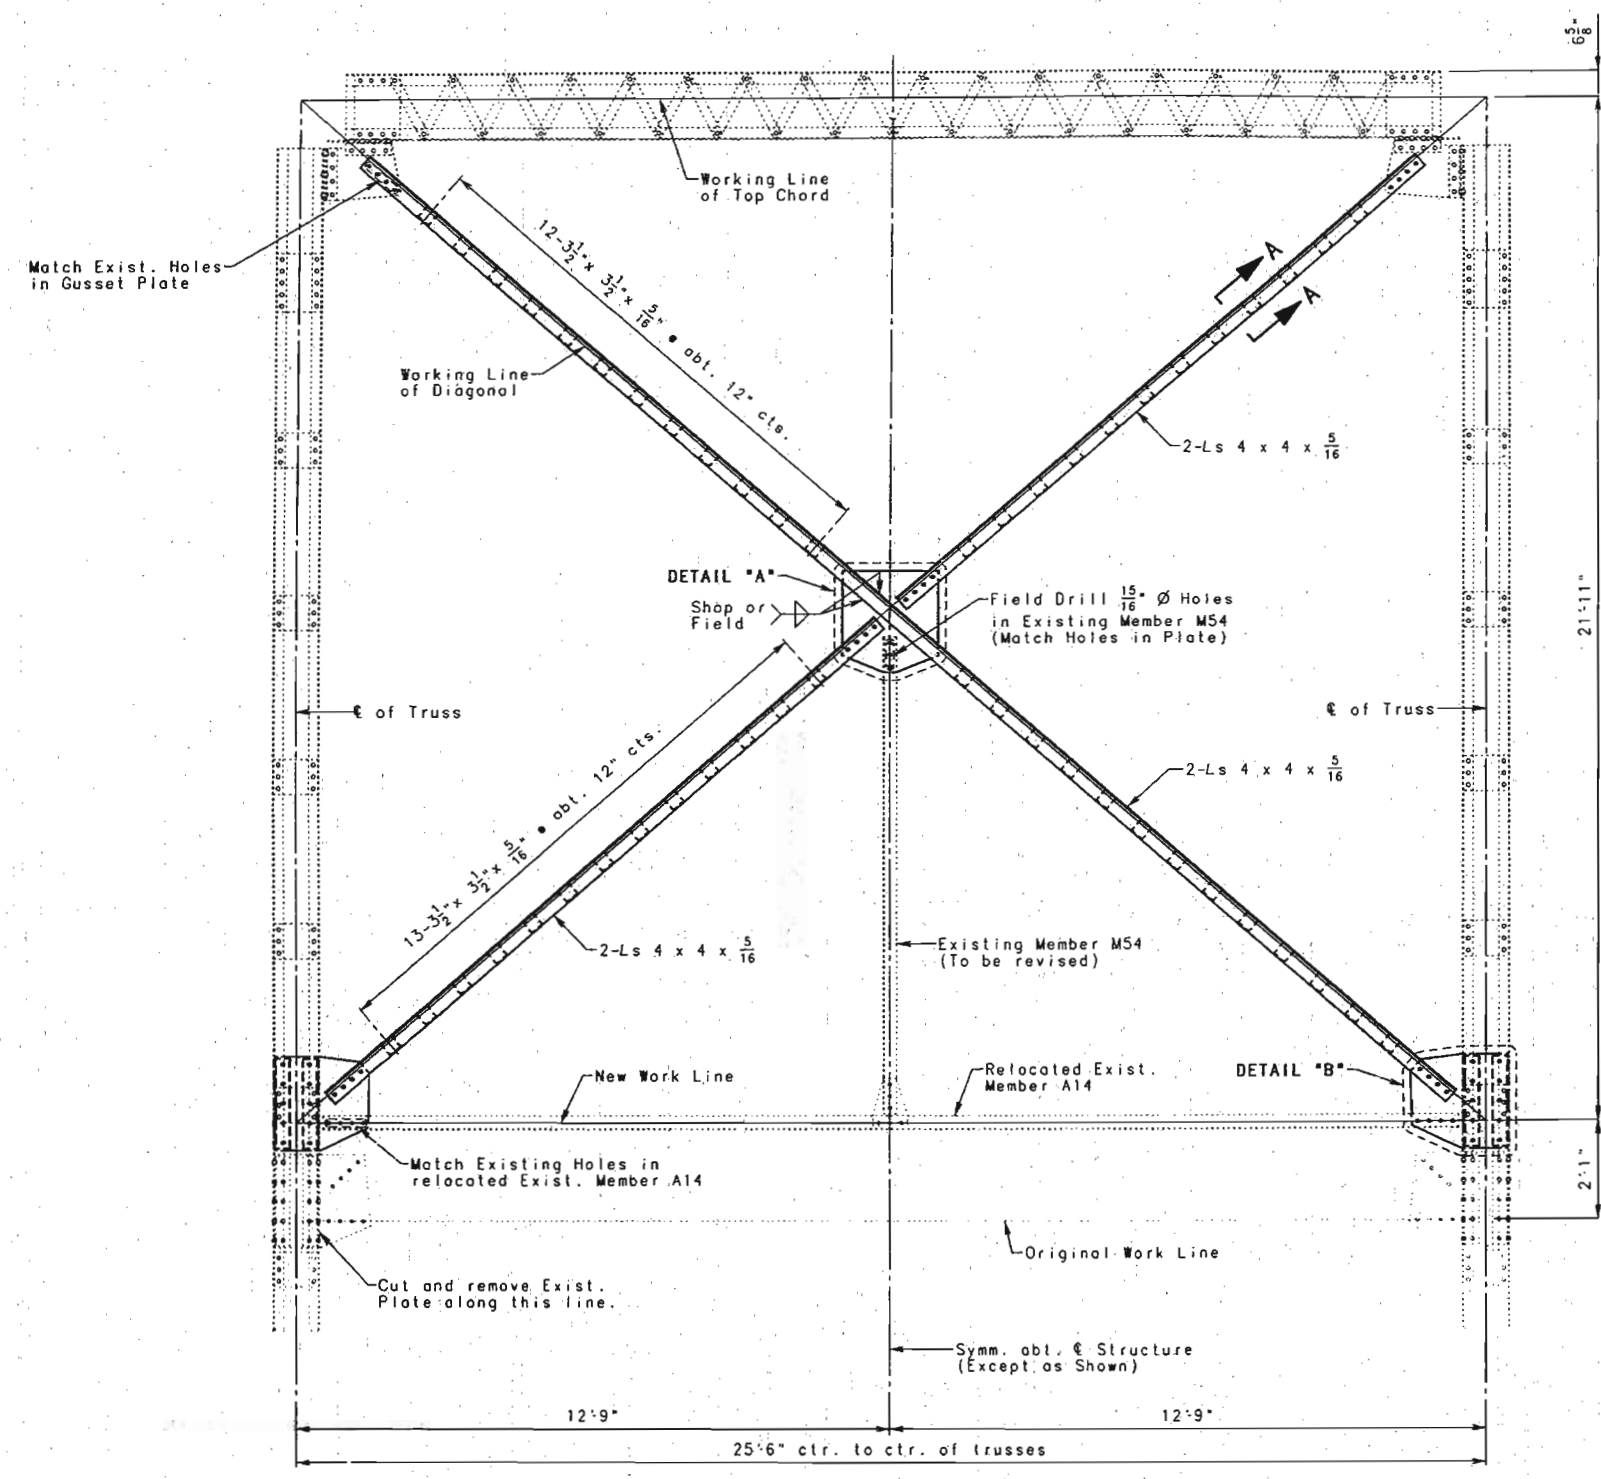 6 5/8"
Working Line
of Top Chord
12-3 1/2" x 3 1/2" x 5/16" @ abt. 12" cts.
A
A
Match Exist. Holes
in Gusset Plate
Working Line
of Diagonal
2-Ls 4 x 4 x 5/16
DETAIL "A"
Shop or
Field
Field Drill 15/16" Ø Holes
in Existing Member M54
(Match Holes in Plate)
21'-11"
℄ of Truss
℄ of Truss
13-3 1/2" x 3 1/2" x 5/16" @ abt. 12" cts.
2-Ls 4 x 4 x 5/16
2-Ls 4 x 4 x 5/16
Existing Member M54
(To be revised)
New Work Line
Relocated Exist.
Member A14
DETAIL "B"
Match Existing Holes in
relocated Exist. Member A14
2'-1"
Original Work Line
Cut and remove Exist.
Plate along this line.
Symm. abt. ℄ Structure
(Except as Shown)
12'-9"
12'-9"
25'-6" ctr. to ctr. of trusses